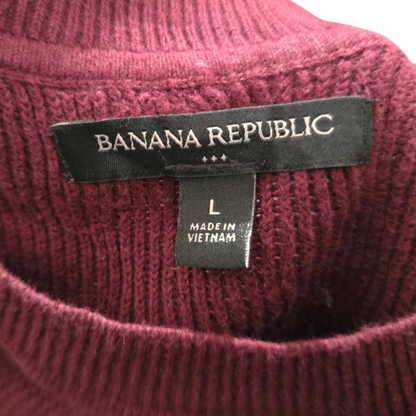 BANANA REPUBLIC
L
MADE IN
VIETNAM